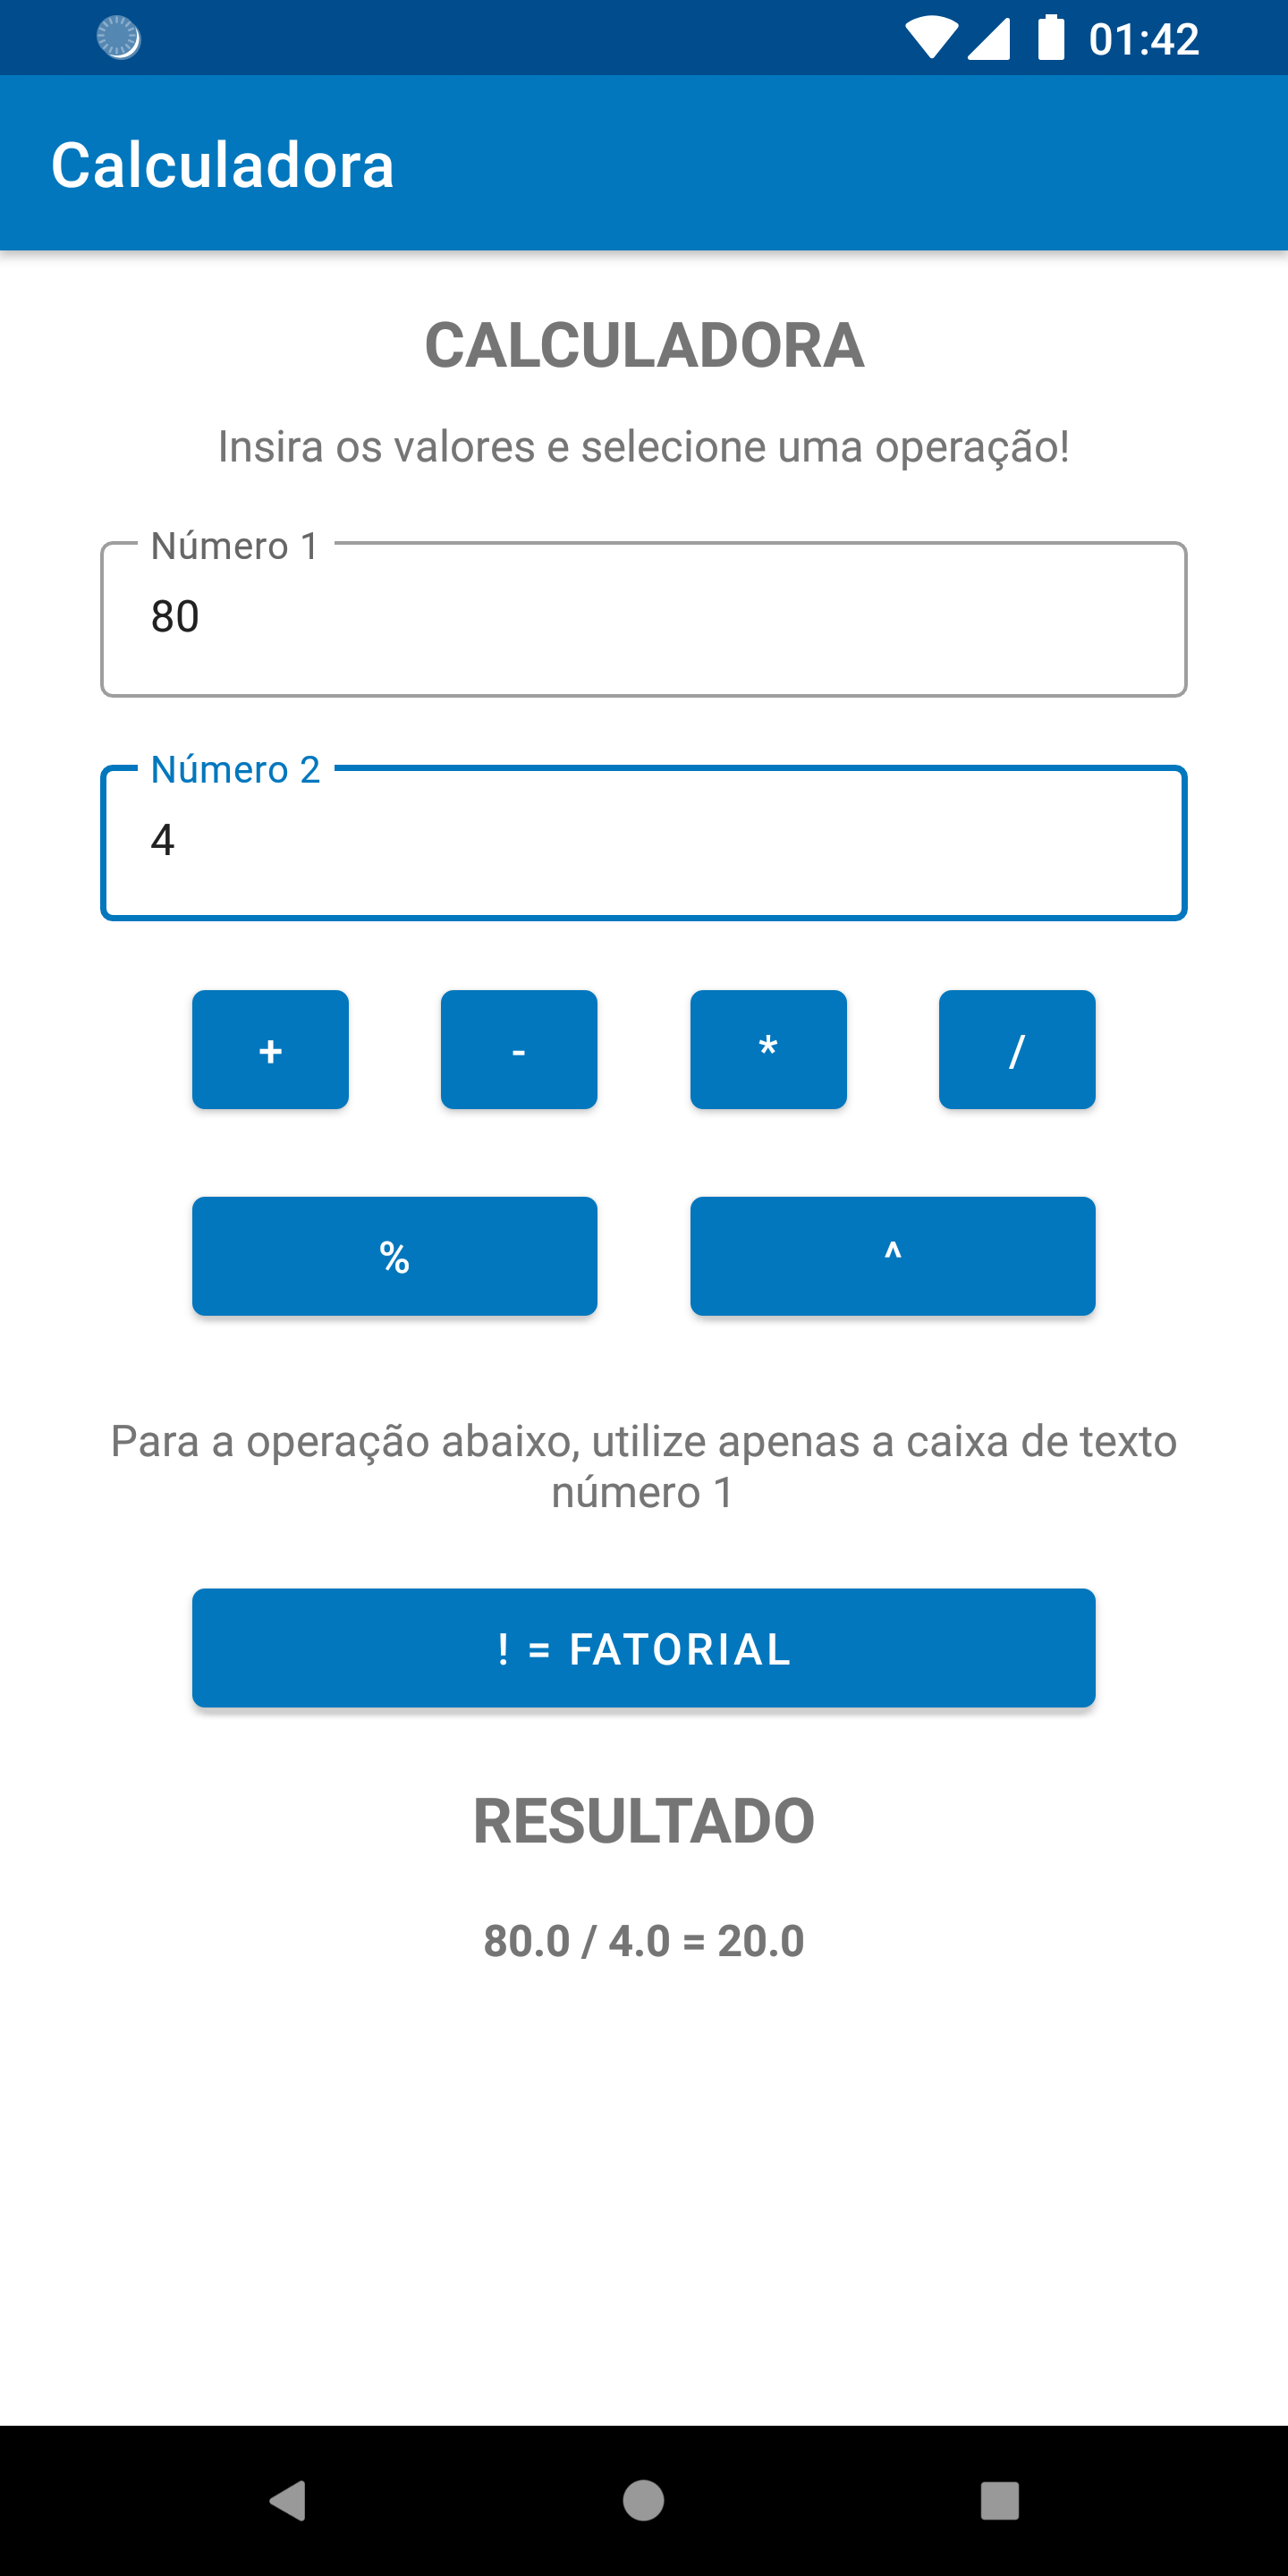 01:42
Calculadora
CALCULADORA
Insira os valores e selecione uma operação!
Número 1
80
Número 2
4
+ - * /
% ^
Para a operação abaixo, utilize apenas a caixa de texto
número 1
! = FATORIAL
RESULTADO
80.0 / 4.0 = 20.0